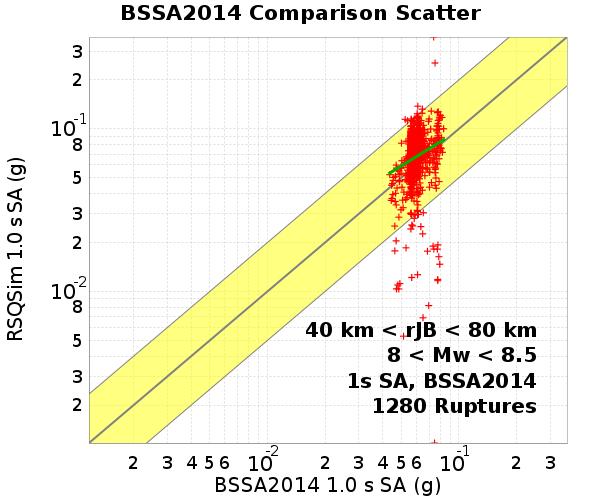 BSSA2014 Comparison Scatter
RSQSim 1.0 s SA (g)
3
2
10-1
8
5
3
2
10-2
8
5
3
2
40 km < rJB < 80 km
8 < Mw < 8.5
1s SA, BSSA2014
1280 Ruptures
2 3 4 5 6 10-2 2 3 4 5 6 10-1 2 3
BSSA2014 1.0 s SA (g)